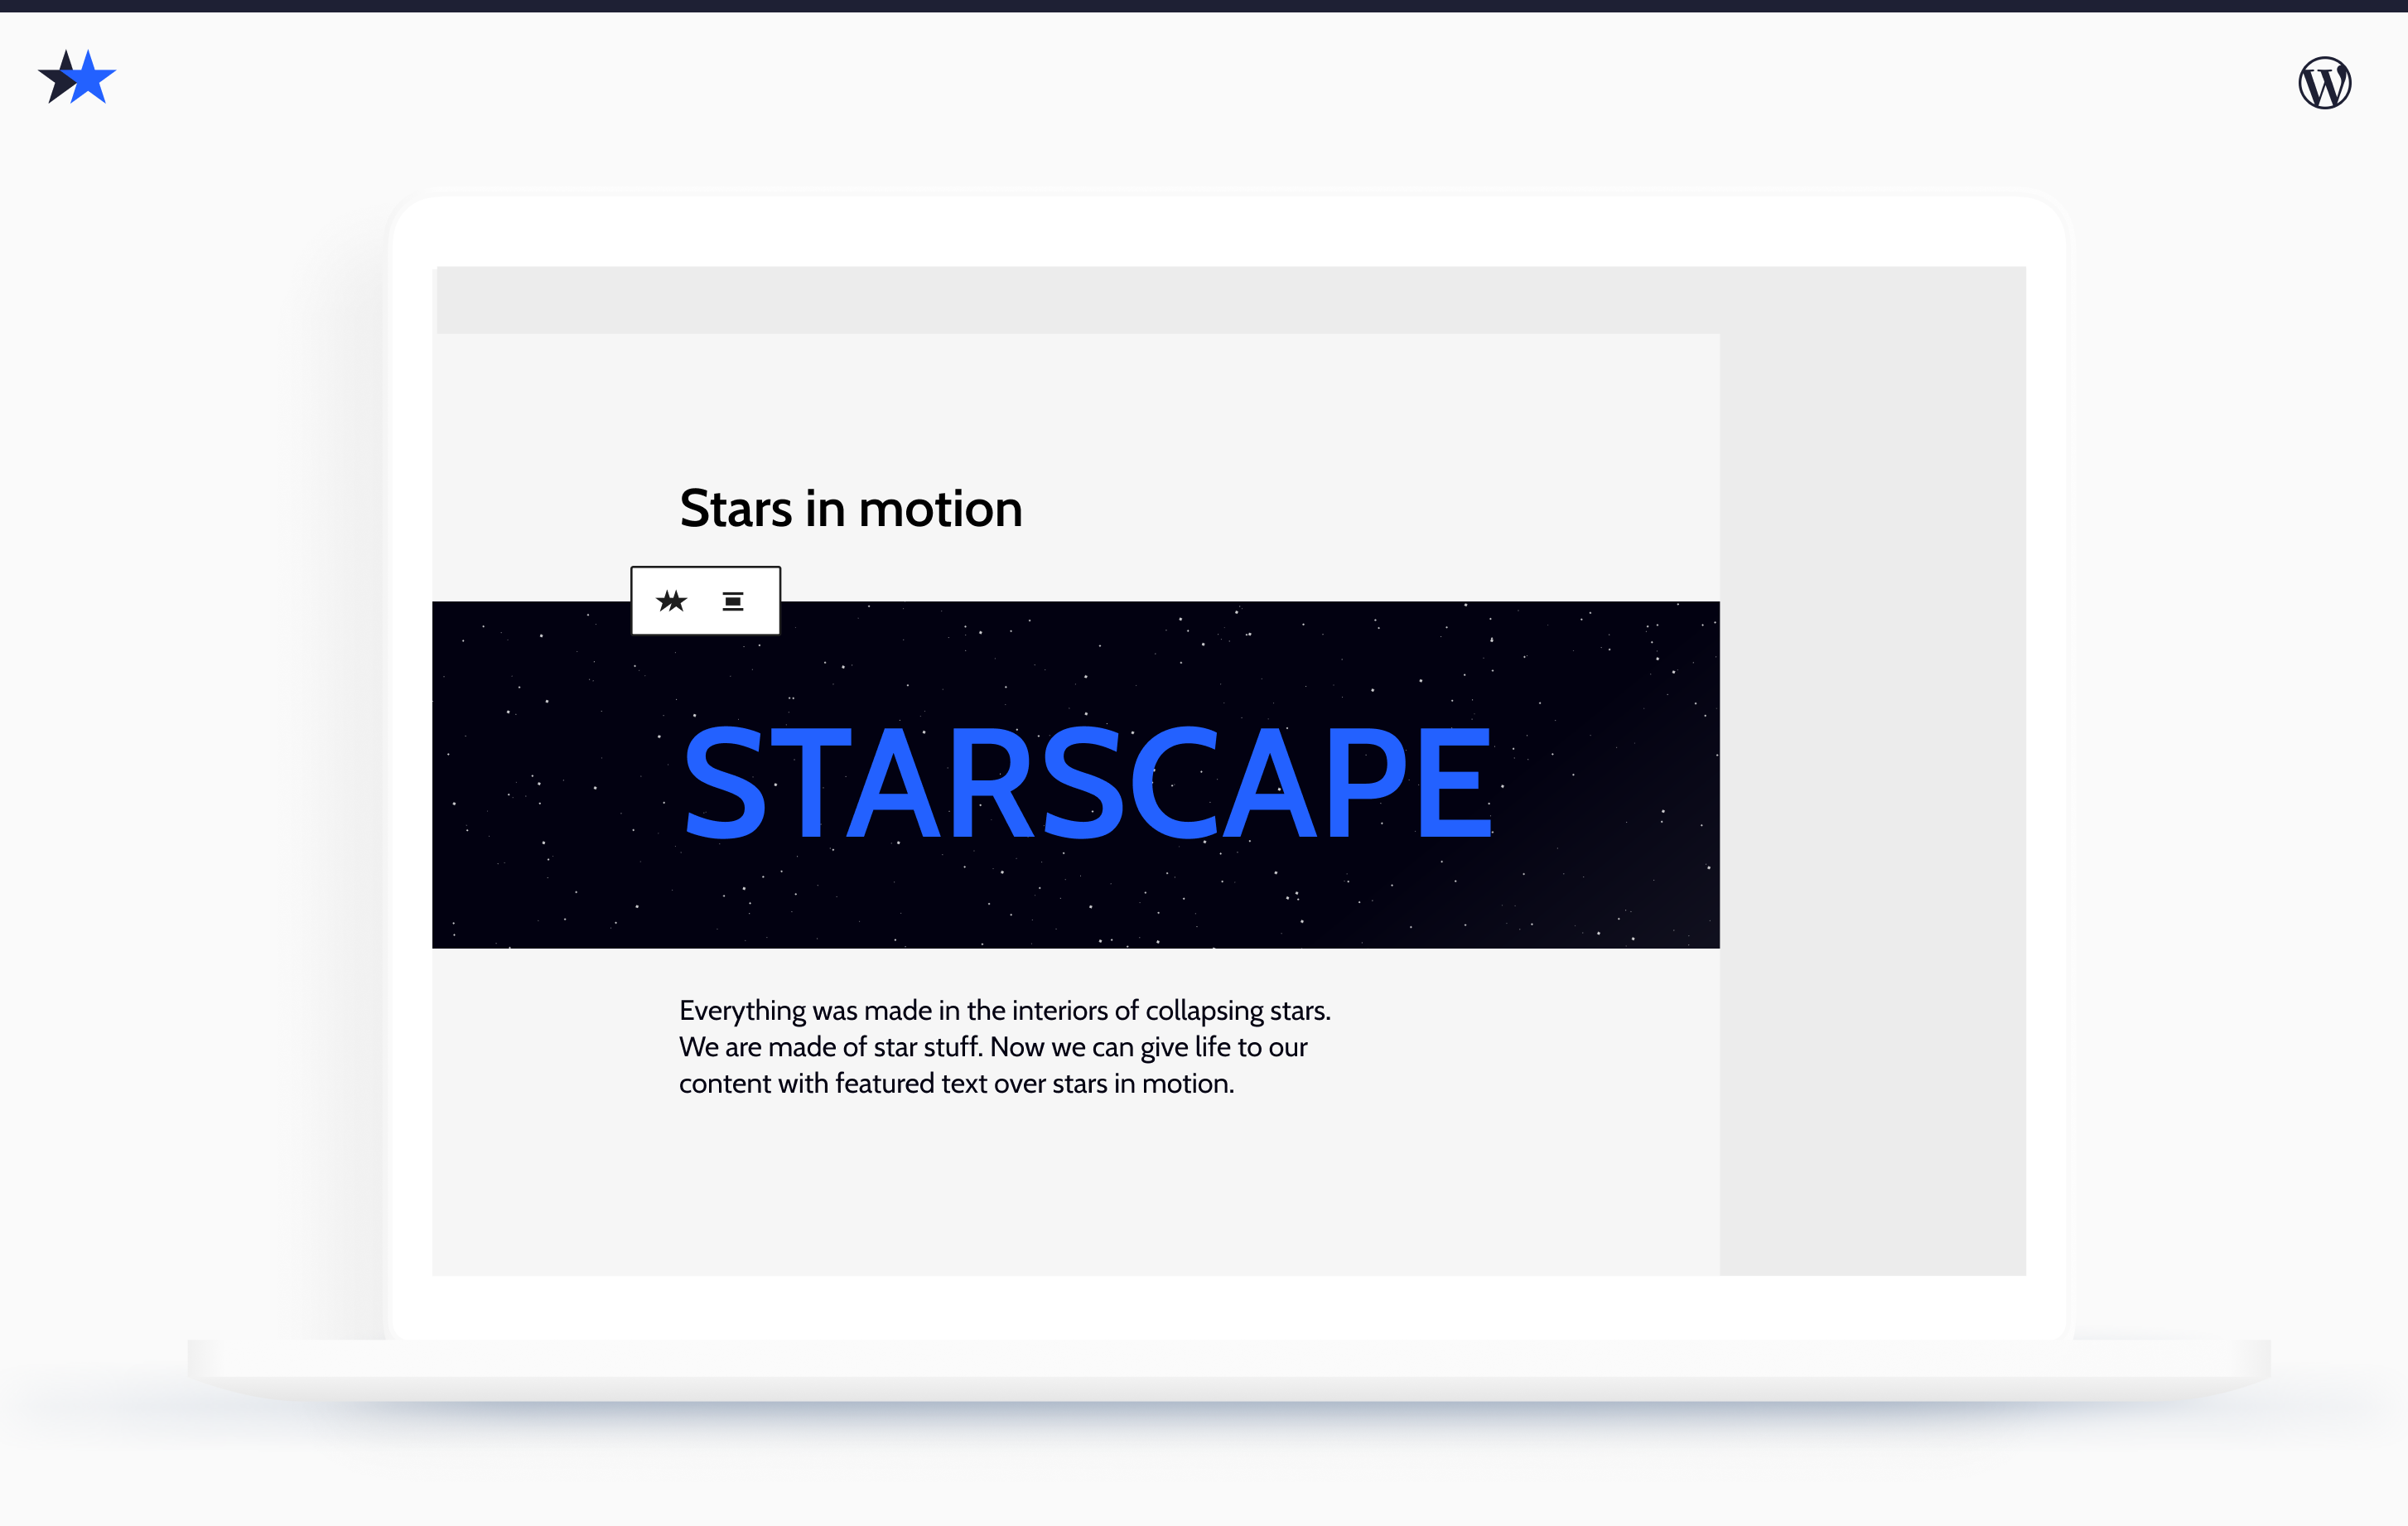 Stars in motion
STARSCAPE
Everything was made in the interiors of collapsing stars.
We are made of star stuff. Now we can give life to our
content with featured text over stars in motion.